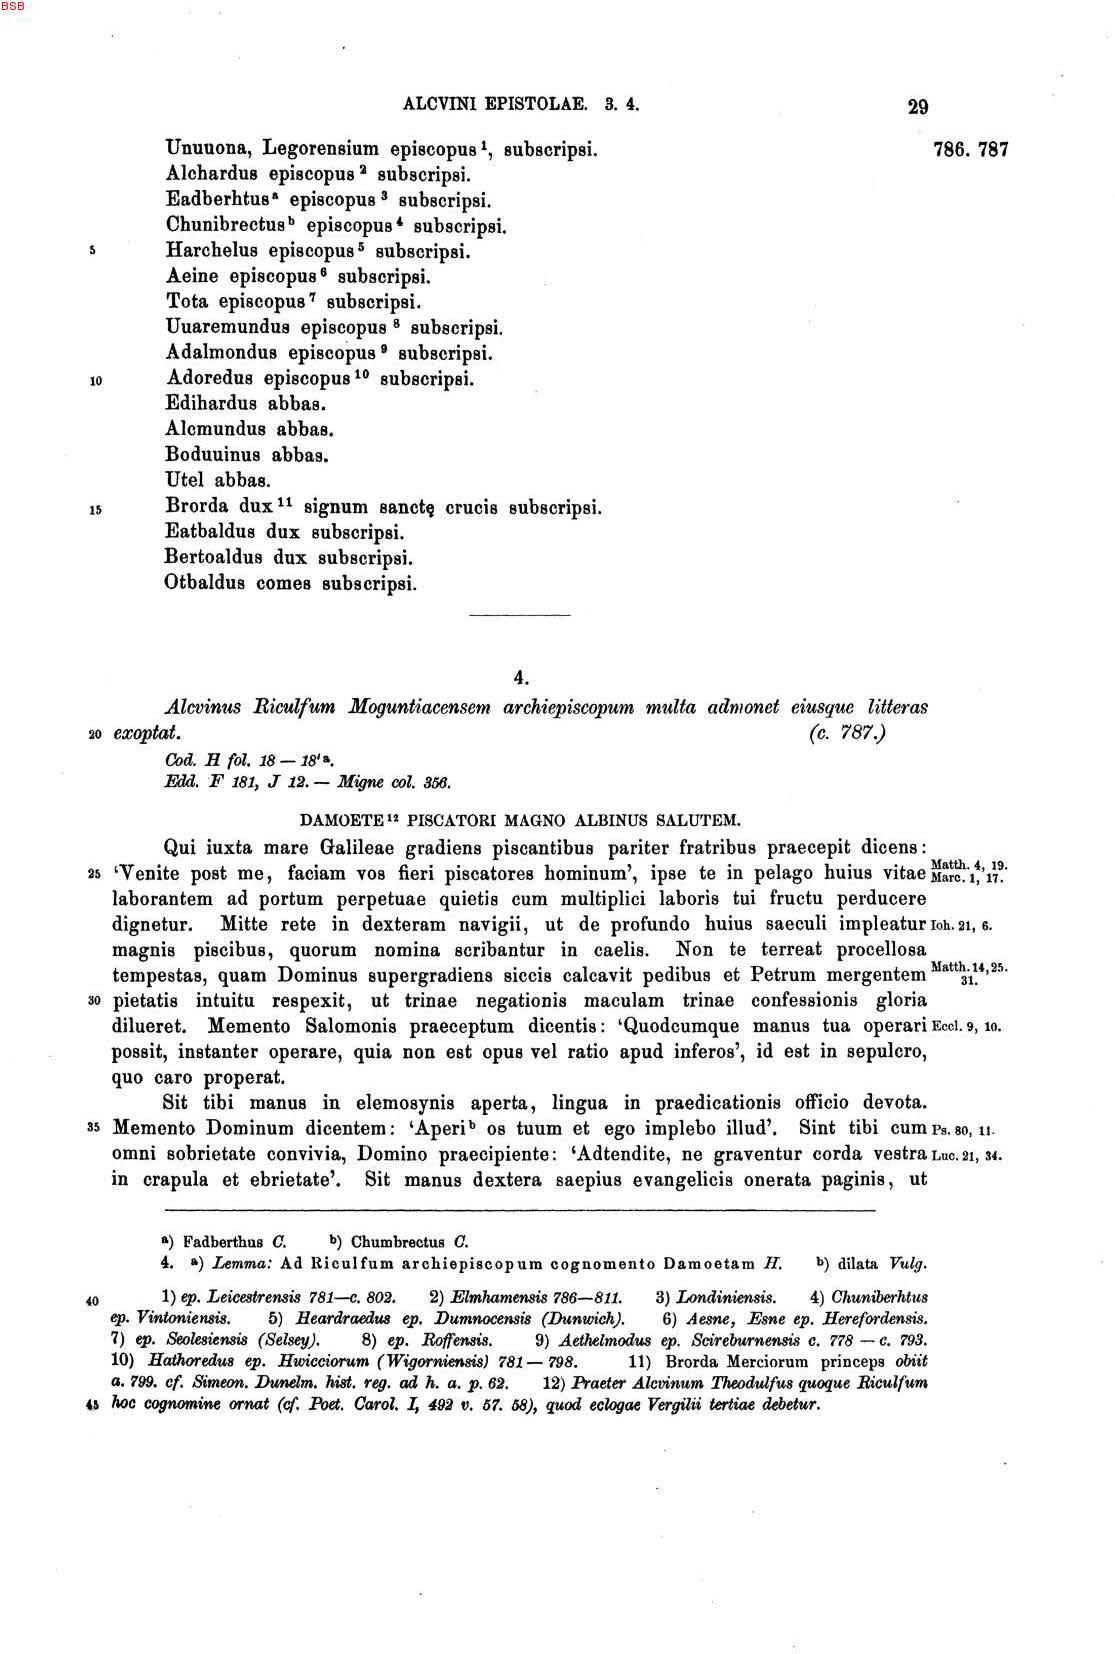 BSB
ALCVINI EPISTOLAE. 3. 4.
29
Unuuona, Legorensium episcopus ¹, subscripsi.
786. 787
Alchardus episcopus ² subscripsi.
Eadberhtusᵃ episcopus ³ subscripsi.
Chunibrectusᵇ episcopus ⁴ subscripsi.
5 Harchelus episcopus ⁵ subscripsi.
Aeine episcopus ⁶ subscripsi.
Tota episcopus ⁷ subscripsi.
Uuaremundus episcopus ⁸ subscripsi.
Adalmondus episcopus ⁹ subscripsi.
10 Adoredus episcopus ¹⁰ subscripsi.
Edihardus abbas.
Alcmundus abbas.
Boduuinus abbas.
Utel abbas.
15 Brorda dux ¹¹ signum sanctę crucis subscripsi.
Eatbaldus dux subscripsi.
Bertoaldus dux subscripsi.
Otbaldus comes subscripsi.
4.
Alcvinus Riculfum Moguntiacensem archiepiscopum multa admonet eiusque litteras
20 exoptat. (c. 787.)
Cod. H fol. 18 — 18'ᵃ.
Edd. F 181, J 12. — Migne col. 356.
DAMOETE ¹² PISCATORI MAGNO ALBINUS SALUTEM.
Qui iuxta mare Galileae gradiens piscantibus pariter fratribus praecepit dicens:
25 ‘Venite post me, faciam vos fieri piscatores hominum’, ipse te in pelago huius vitae Matth. 4, 19. Marc. 1, 17.
laborantem ad portum perpetuae quietis cum multiplici laboris tui fructu perducere
dignetur. Mitte rete in dexteram navigii, ut de profundo huius saeculi impleatur Ioh. 21, 6.
magnis piscibus, quorum nomina scribantur in caelis. Non te terreat procellosa
tempestas, quam Dominus supergradiens siccis calcavit pedibus et Petrum mergentem Matth. 14, 25. 31.
30 pietatis intuitu respexit, ut trinae negationis maculam trinae confessionis gloria
dilueret. Memento Salomonis praeceptum dicentis: ‘Quodcumque manus tua operari Eccl. 9, 10.
possit, instanter operare, quia non est opus vel ratio apud inferos’, id est in sepulcro,
quo caro properat.
Sit tibi manus in elemosynis aperta, lingua in praedicationis officio devota.
35 Memento Dominum dicentem: ‘Aperiᵇ os tuum et ego implebo illud’. Sint tibi cum Ps. 80, 11.
omni sobrietate convivia, Domino praecipiente: ‘Adtendite, ne graventur corda vestra Luc. 21, 34.
in crapula et ebrietate’. Sit manus dextera saepius evangelicis onerata paginis, ut
ᵃ) Fadberthus C. ᵇ) Chumbrectus C.
4. ᵃ) Lemma: Ad Riculfum archiepiscopum cognomento Damoetam H. ᵇ) dilata Vulg.
40 1) ep. Leicestrensis 781—c. 802. 2) Elmhamensis 786—811. 3) Londiniensis. 4) Chuniberhtus
ep. Vintoniensis. 5) Heardraedus ep. Dumnocensis (Dunwich). 6) Aesne, Esne ep. Herefordensis.
7) ep. Seolesiensis (Selsey). 8) ep. Roffensis. 9) Aethelmodus ep. Scireburnensis c. 778 — c. 793.
10) Hathoredus ep. Hwicciorum (Wigorniensis) 781 — 798. 11) Brorda Merciorum princeps obiit
a. 799. cf. Simeon. Dunelm. hist. reg. ad h. a. p. 62. 12) Praeter Alcvinum Theodulfus quoque Riculfum
45 hoc cognomine ornat (cf. Poet. Carol. I, 492 v. 57. 58), quod eclogae Vergilii tertiae debetur.